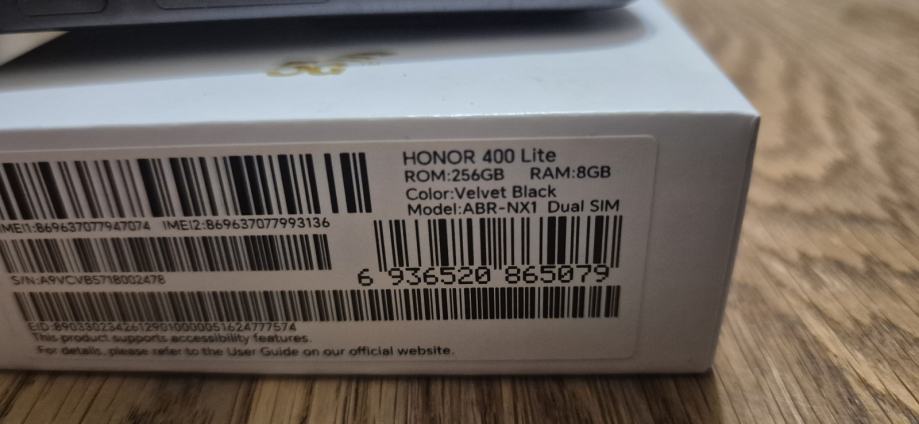 HONOR 400 Lite
ROM:256GB RAM:8GB
Color:Velvet Black
Model:ABR-NX1 Dual SIM
IMEI1:869637077947074 IMEI2:869637077993136
S/N:A9VCVB5718002478
6 936520 865079
EID:89033023426129010000051624777574
This product supports accessibility features.
For details, please refer to the User Guide on our official website.